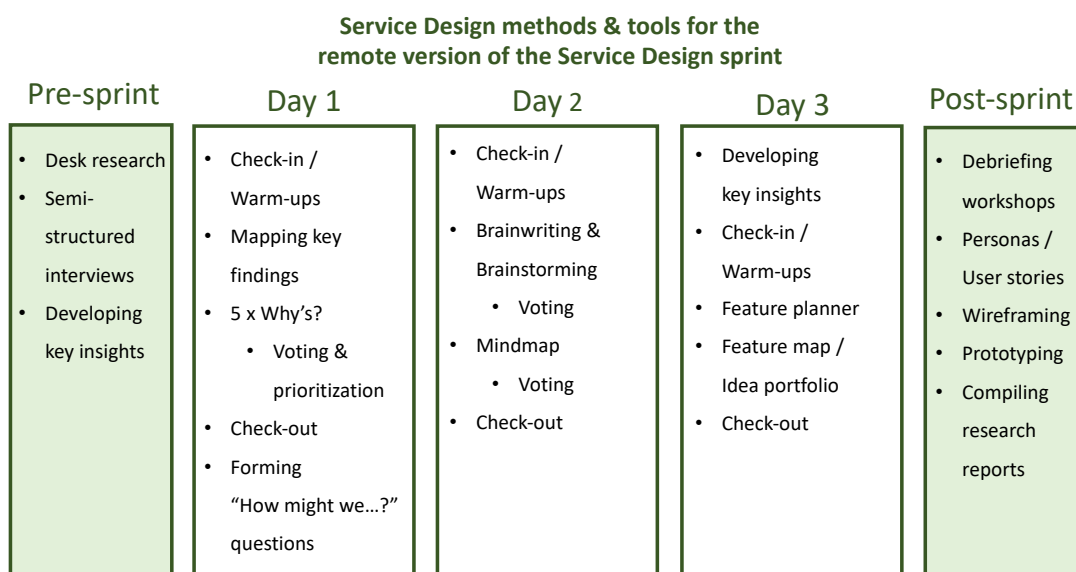 Service Design methods & tools for the
remote version of the Service Design sprint
Pre-sprint
• Desk research
• Semi-
structured
interviews
• Developing
key insights
Day 1
• Check-in /
Warm-ups
• Mapping key
findings
• 5 x Why’s?
• Voting &
prioritization
• Check-out
• Forming
“How might we…?”
questions
Day 2
• Check-in /
Warm-ups
• Brainwriting &
Brainstorming
• Voting
• Mindmap
• Voting
• Check-out
Day 3
• Developing
key insights
• Check-in /
Warm-ups
• Feature planner
• Feature map /
Idea portfolio
• Check-out
Post-sprint
• Debriefing
workshops
• Personas /
User stories
• Wireframing
• Prototyping
• Compiling
research
reports